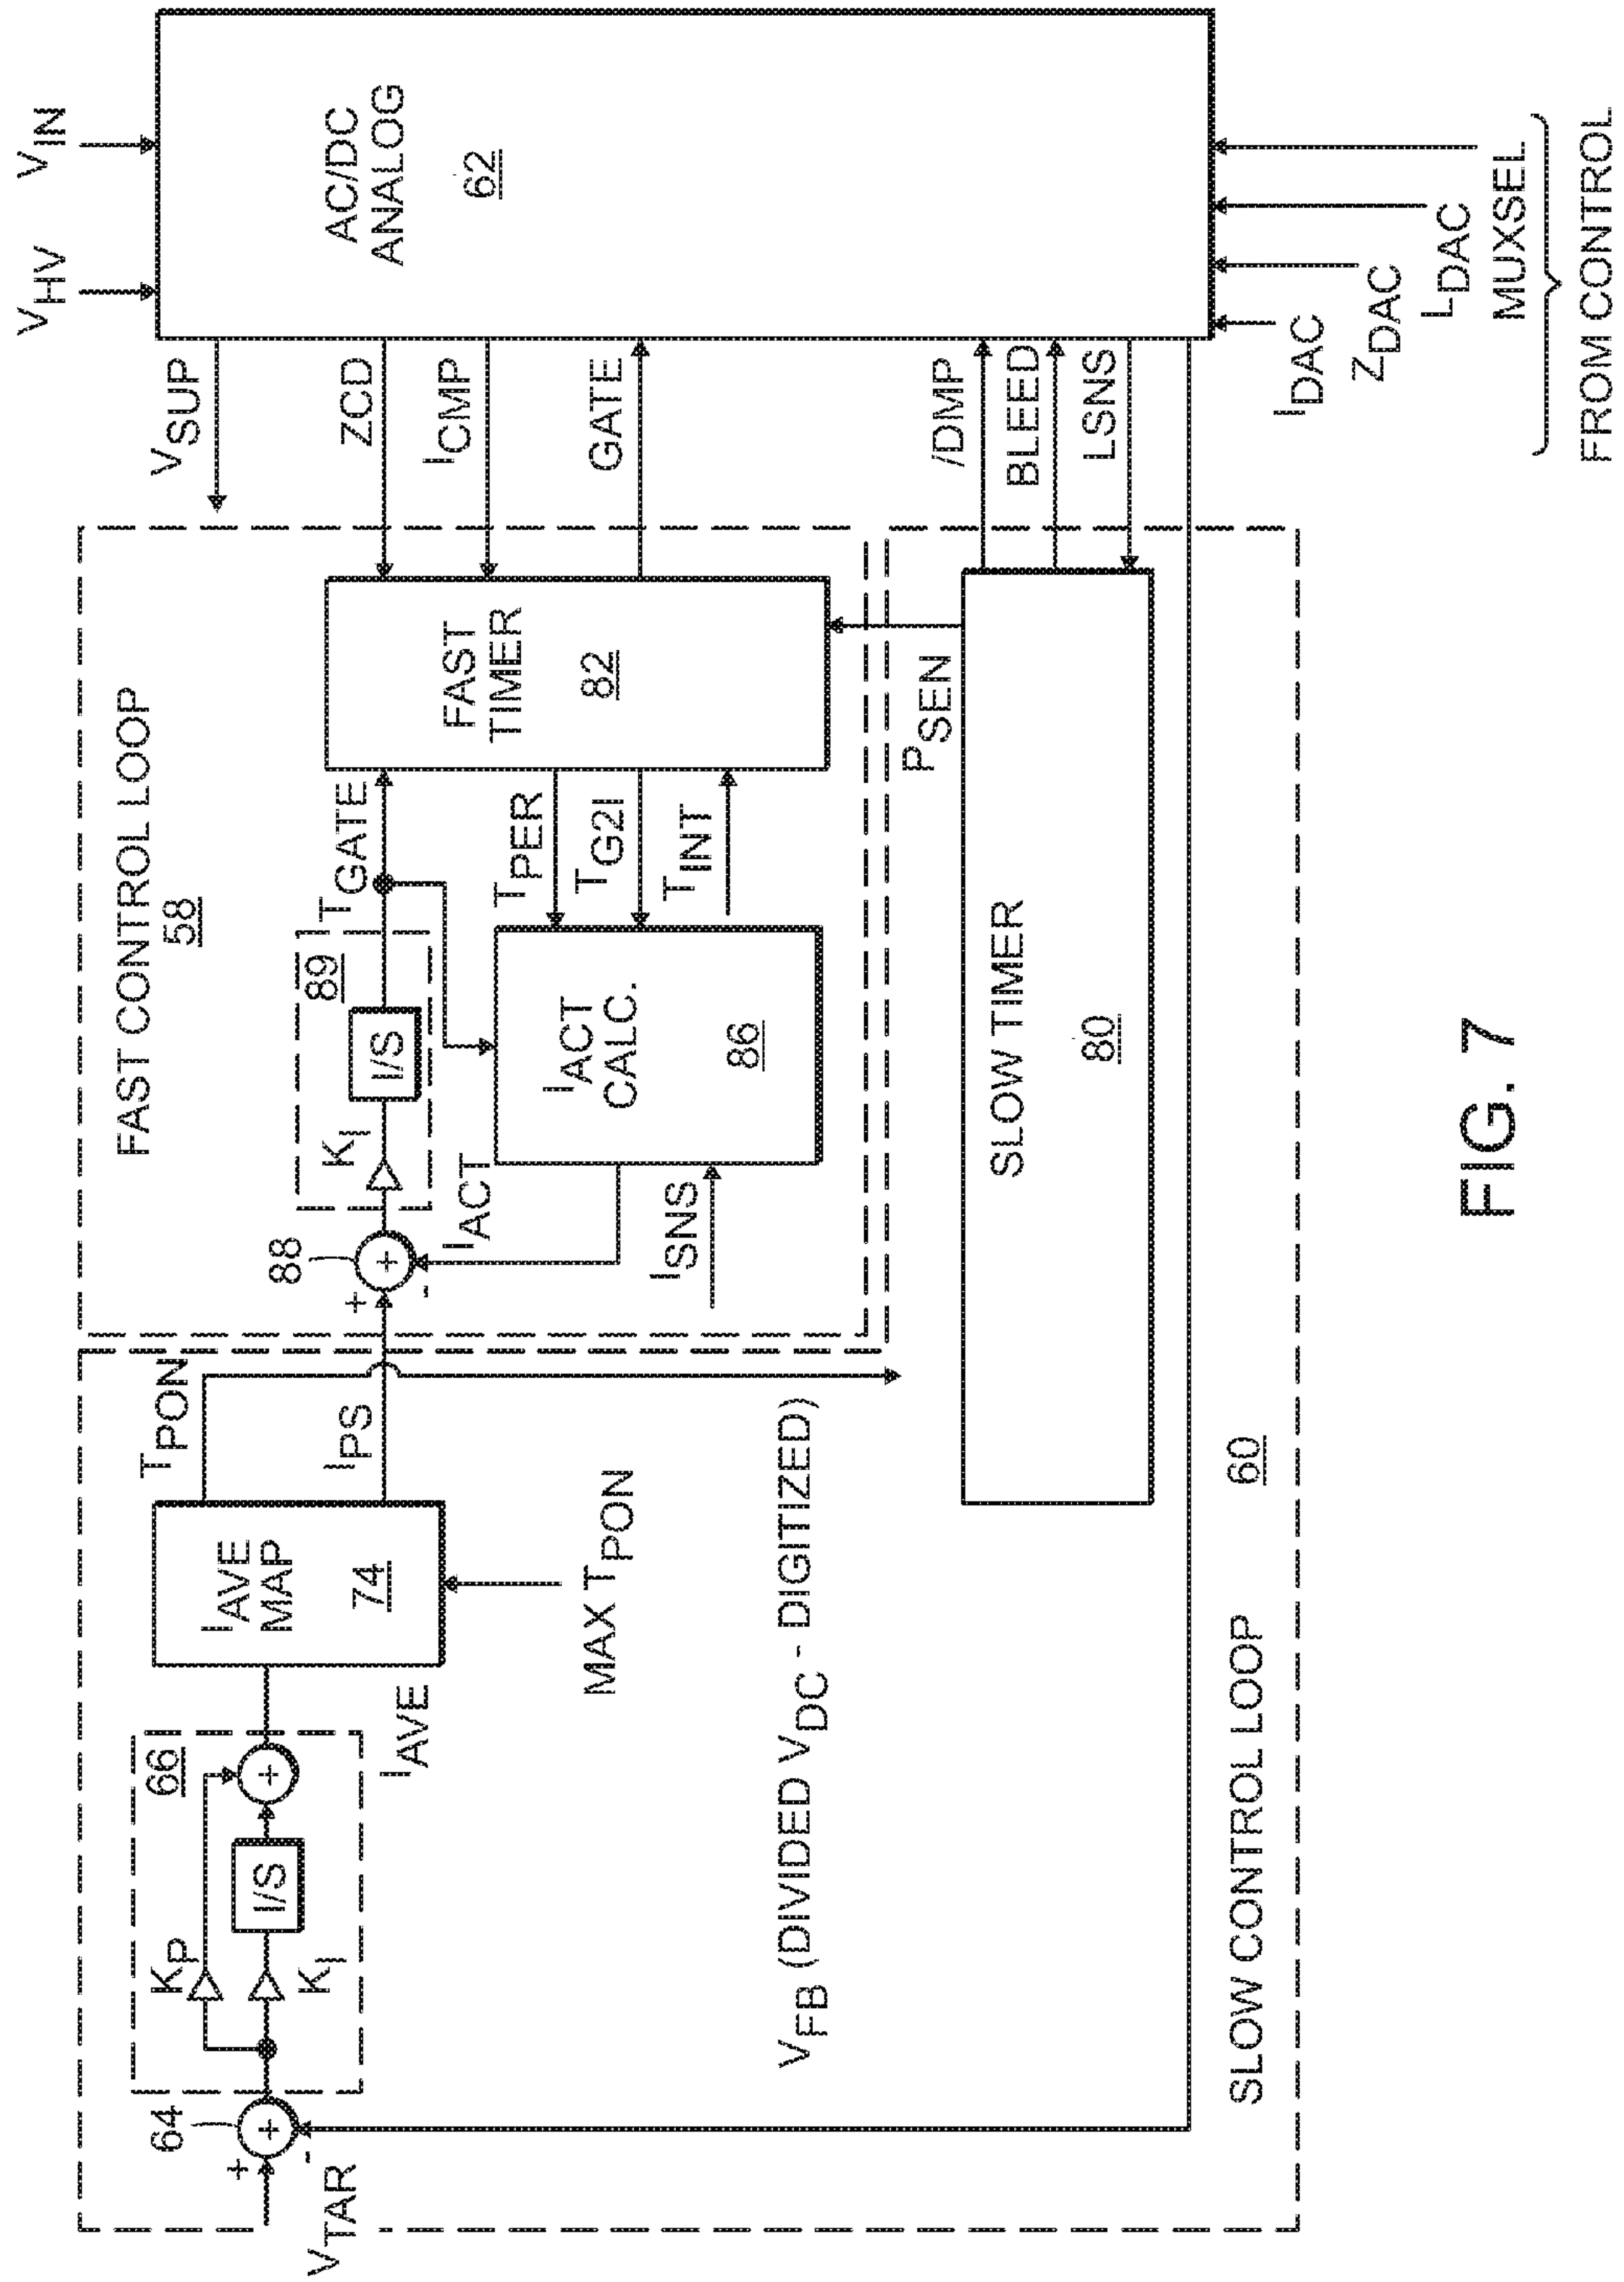 V_TAR
+
-
64
+
K_P
K_I
I/S
66
+
I_AVE
I_AVE
MAP
74
MAX T_PON
T_PON
I_PS
V_FB (DIVIDED V_DC - DIGITIZED)
SLOW CONTROL LOOP
60
FAST CONTROL LOOP
58
88
+
-
+
K_I
I/S
89
T_GATE
I_ACT
I_SNS
I_ACT
CALC.
86
T_PER
T_G2I
T_INT
FAST
TIMER
82
P_SEN
SLOW TIMER
80
V_SUP
ZCD
I_CMP
GATE
/DMP
BLEED
LSNS
V_HV
V_IN
AC/DC
ANALOG
62
I_DAC
Z_DAC
L_DAC
MUXSEL
FROM CONTROL
FIG. 7